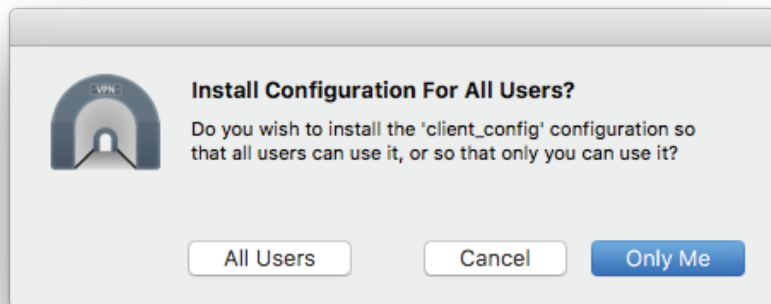 VPN
Install Configuration For All Users?
Do you wish to install the 'client_config' configuration so
that all users can use it, or so that only you can use it?
All Users
Cancel
Only Me